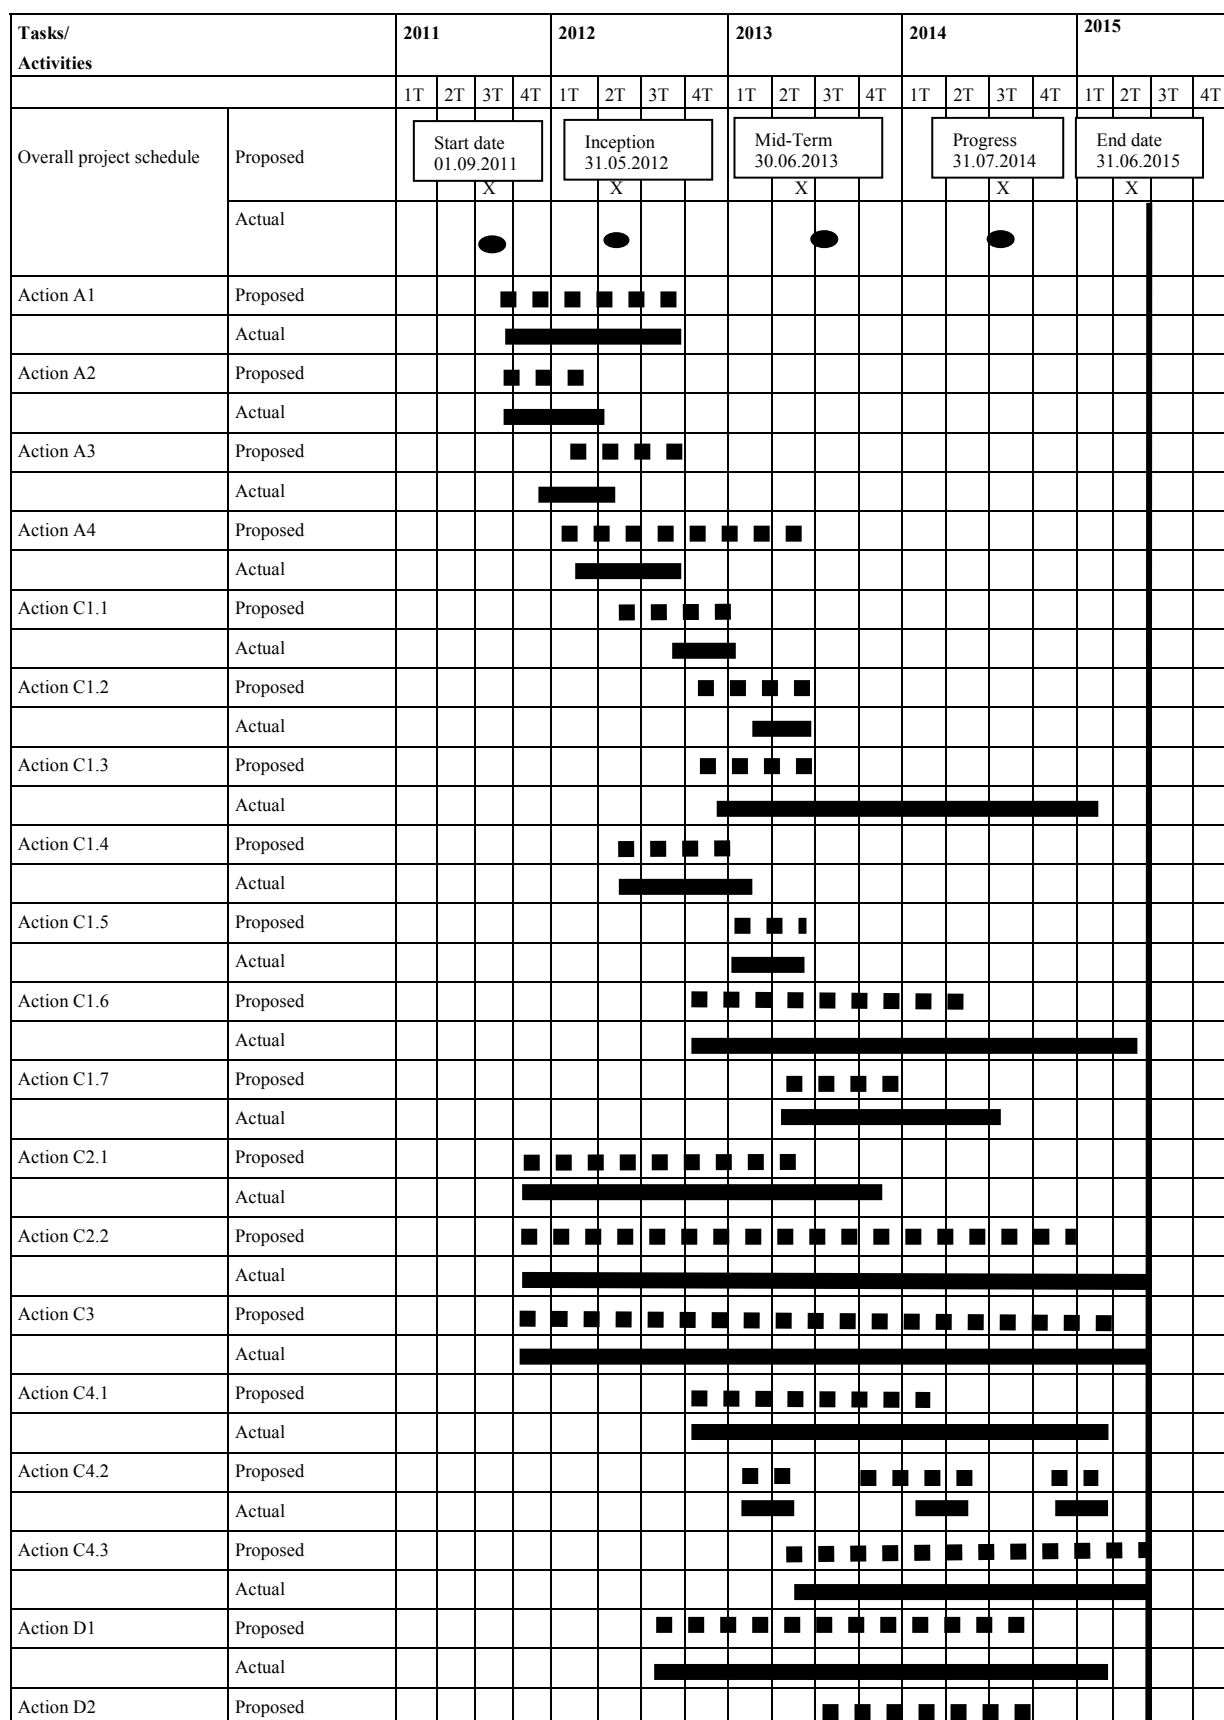 Tasks/ 2011 2012 2013 2014 2015
Activities
1T 2T 3T 4T 1T 2T 3T 4T 1T 2T 3T 4T 1T 2T 3T 4T 1T 2T 3T 4T
Overall project schedule Proposed
Start date
01.09.2011
Inception
31.05.2012
Mid-Term
30.06.2013
Progress
31.07.2014
End date
31.06.2015
X X X X X
Actual
Action A1 Proposed
Actual
Action A2 Proposed
Actual
Action A3 Proposed
Actual
Action A4 Proposed
Actual
Action C1.1 Proposed
Actual
Action C1.2 Proposed
Actual
Action C1.3 Proposed
Actual
Action C1.4 Proposed
Actual
Action C1.5 Proposed
Actual
Action C1.6 Proposed
Actual
Action C1.7 Proposed
Actual
Action C2.1 Proposed
Actual
Action C2.2 Proposed
Actual
Action C3 Proposed
Actual
Action C4.1 Proposed
Actual
Action C4.2 Proposed
Actual
Action C4.3 Proposed
Actual
Action D1 Proposed
Actual
Action D2 Proposed